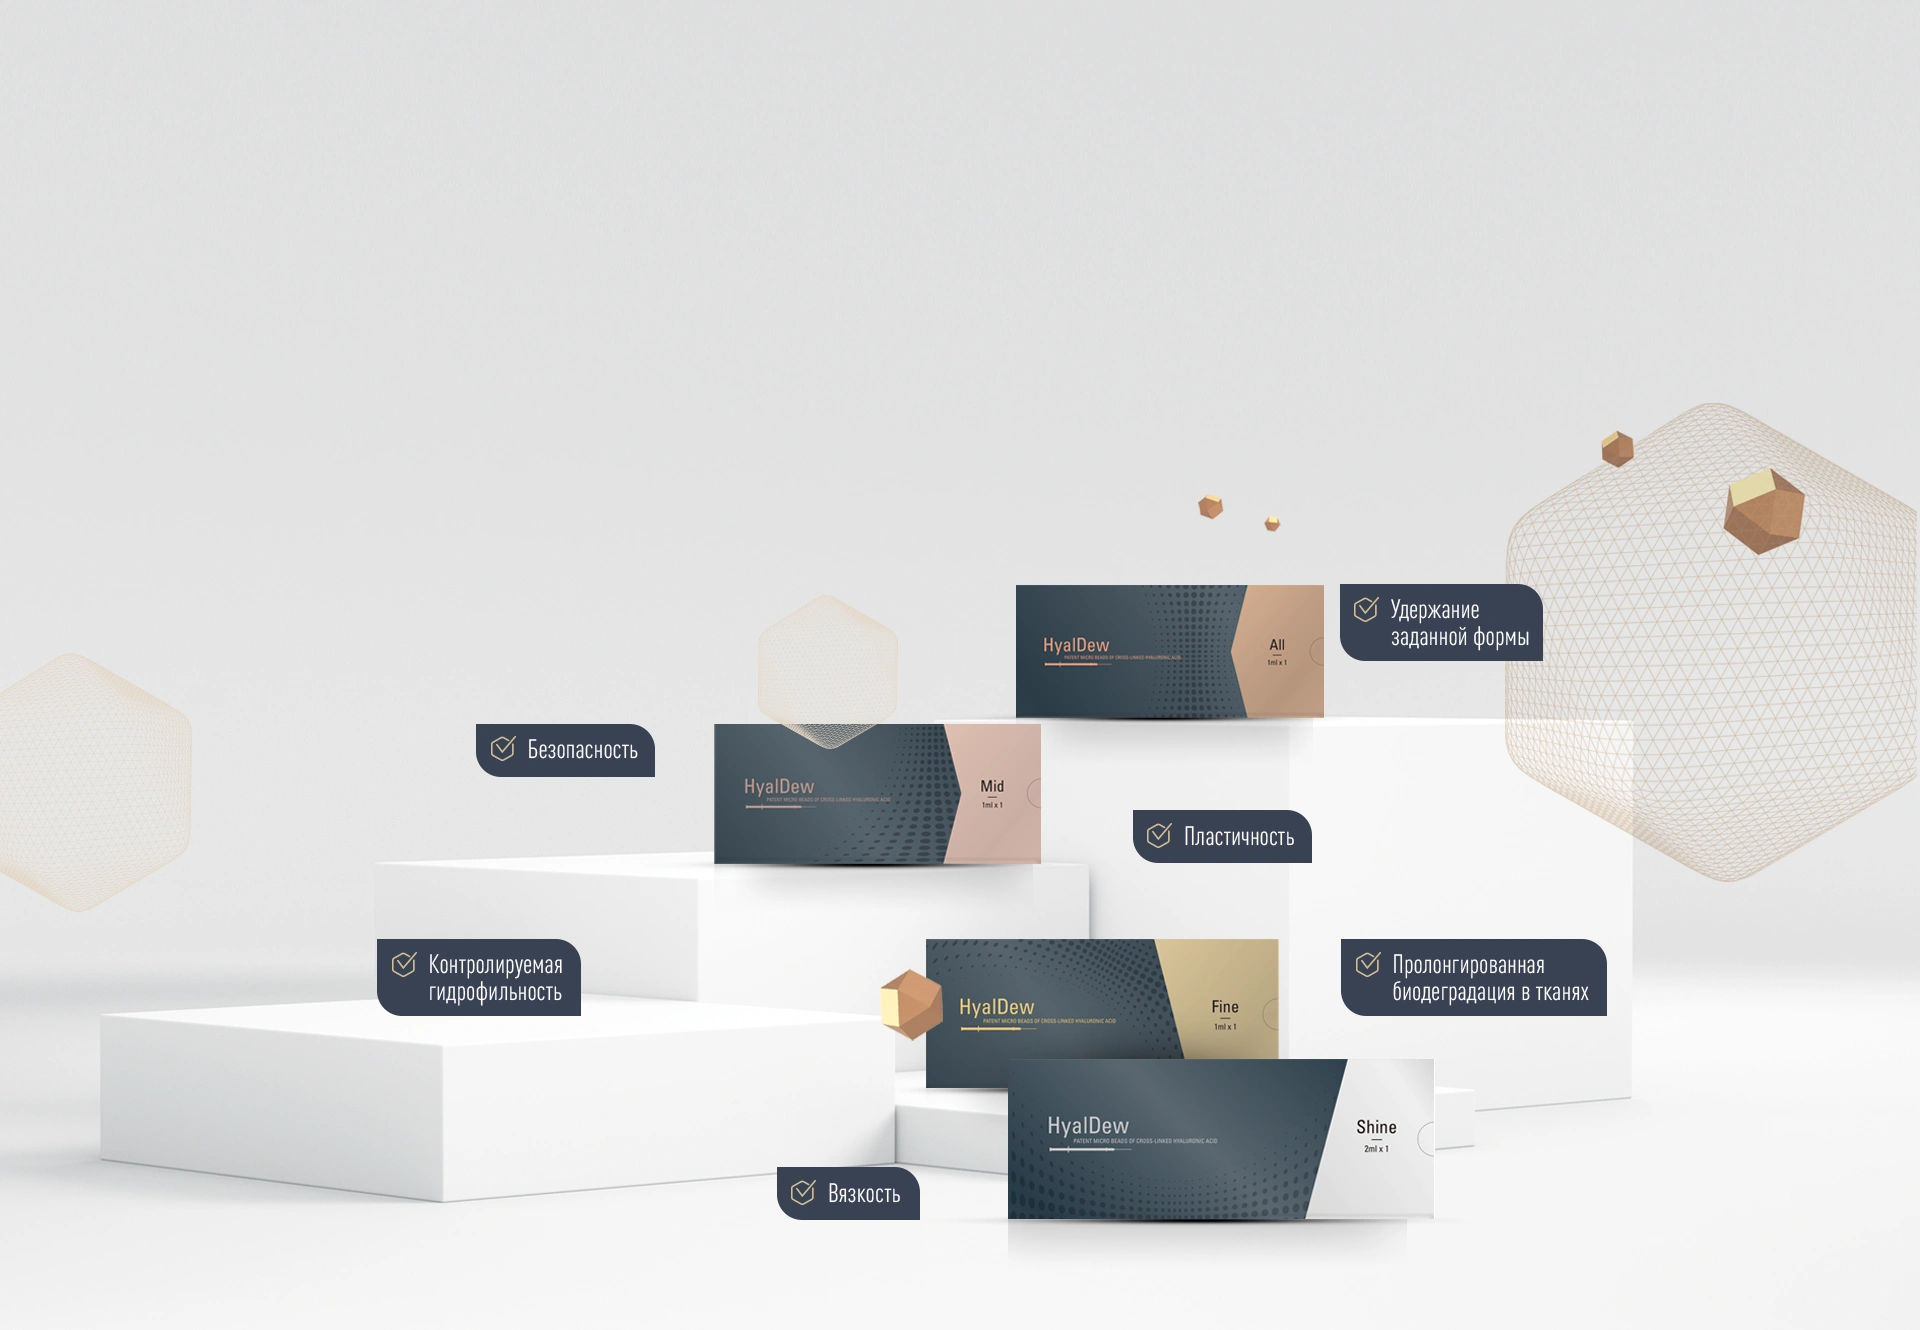 HyalDew
PATENT MICRO BEADS OF CROSS-LINKED HYALURONIC ACID
All
1ml x 1
Удержание
заданной формы
Безопасность
HyalDew
PATENT MICRO BEADS OF CROSS-LINKED HYALURONIC ACID
Mid
1ml x 1
Пластичность
Контролируемая
гидрофильность
HyalDew
PATENT MICRO BEADS OF CROSS-LINKED HYALURONIC ACID
Fine
1ml x 1
Пролонгированная
биодеградация в тканях
HyalDew
PATENT MICRO BEADS OF CROSS-LINKED HYALURONIC ACID
Shine
2ml x 1
Вязкость